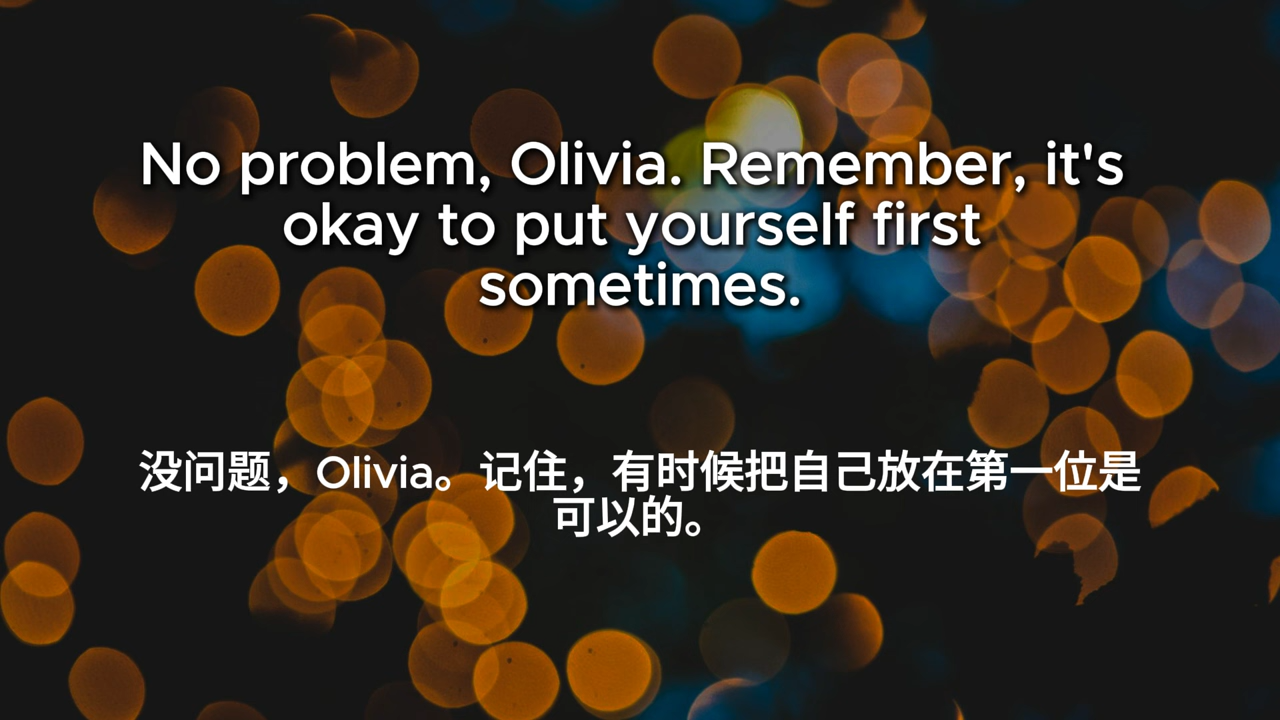 No problem, Olivia. Remember, it's
okay to put yourself first
sometimes.
没问题，Olivia。记住，有时候把自己放在第一位是
可以的。